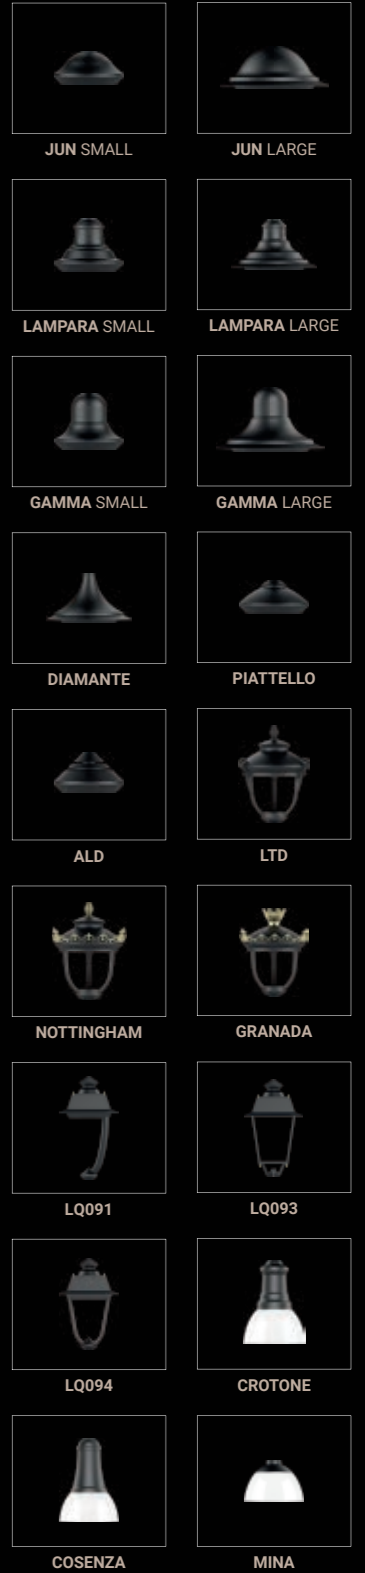 JUN SMALL
JUN LARGE
LAMPARA SMALL
LAMPARA LARGE
GAMMA SMALL
GAMMA LARGE
DIAMANTE
PIATTELLO
ALD
LTD
NOTTINGHAM
GRANADA
LQ091
LQ093
LQ094
CROTONE
COSENZA
MINA